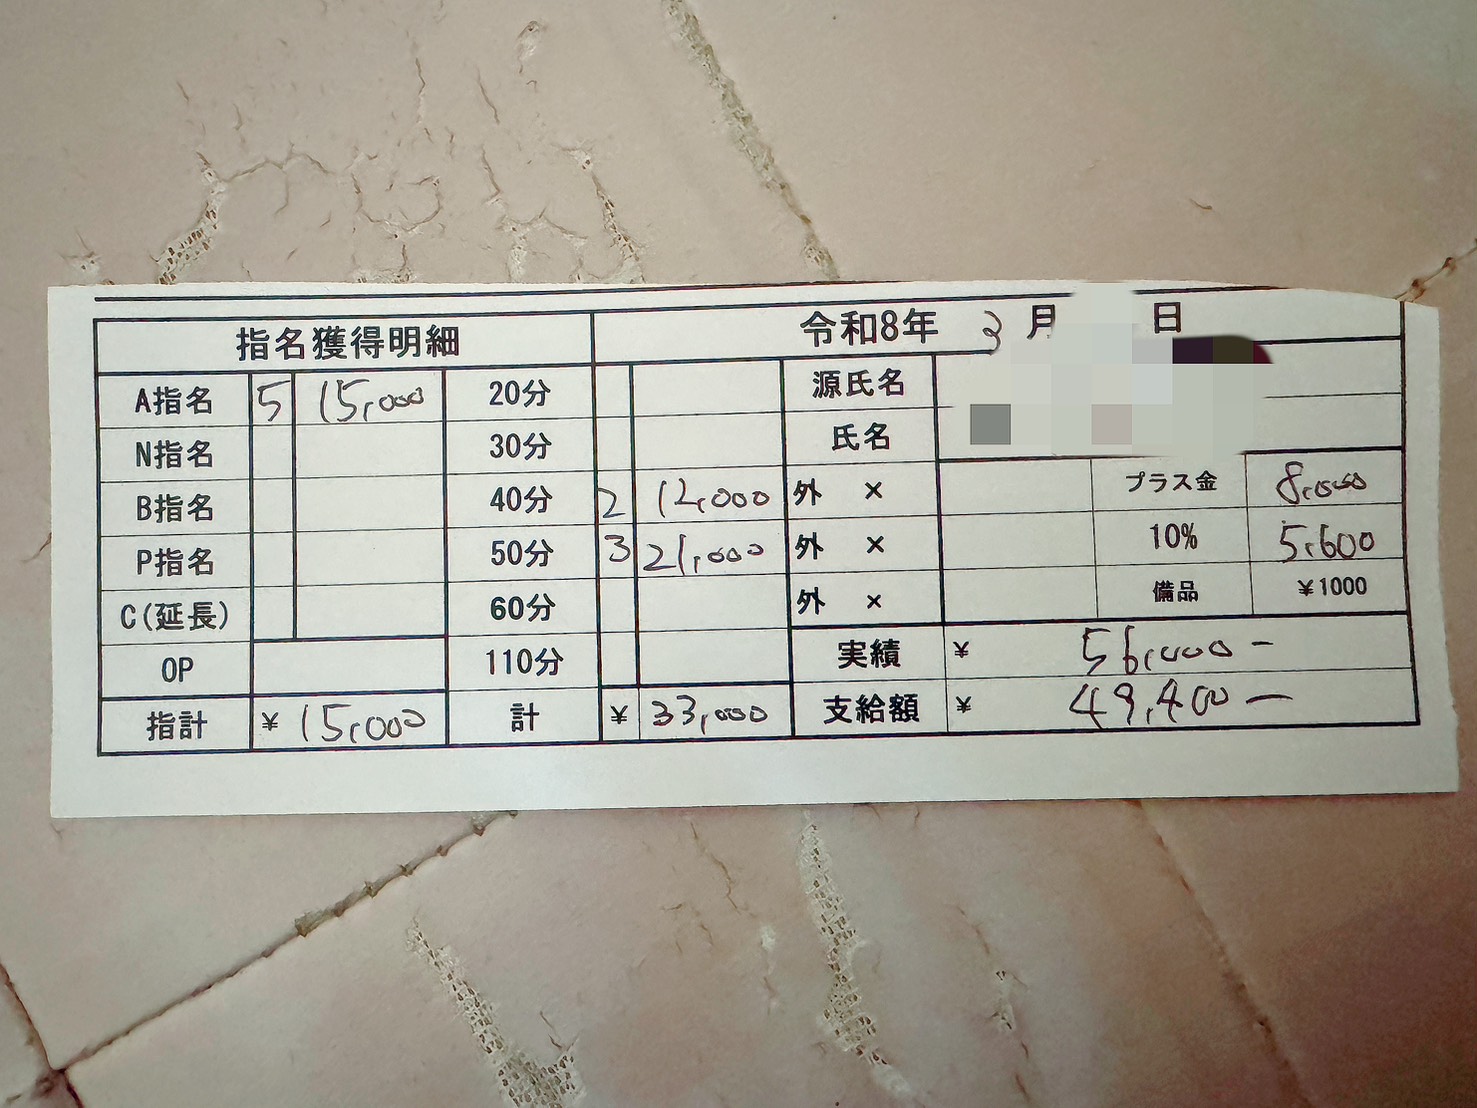 指名獲得明細 令和8年 3月 日
A指名 5 15,000 20分 源氏名
N指名 30分 氏名
B指名 40分 2 12,000 外 × プラス金 8,000
P指名 50分 3 21,000 外 × 10% 5,600
C(延長) 60分 外 × 備品 ¥1000
OP 110分 実績 ¥ 56,000-
指計 ¥ 15,000 計 ¥ 33,000 支給額 ¥ 49,400-